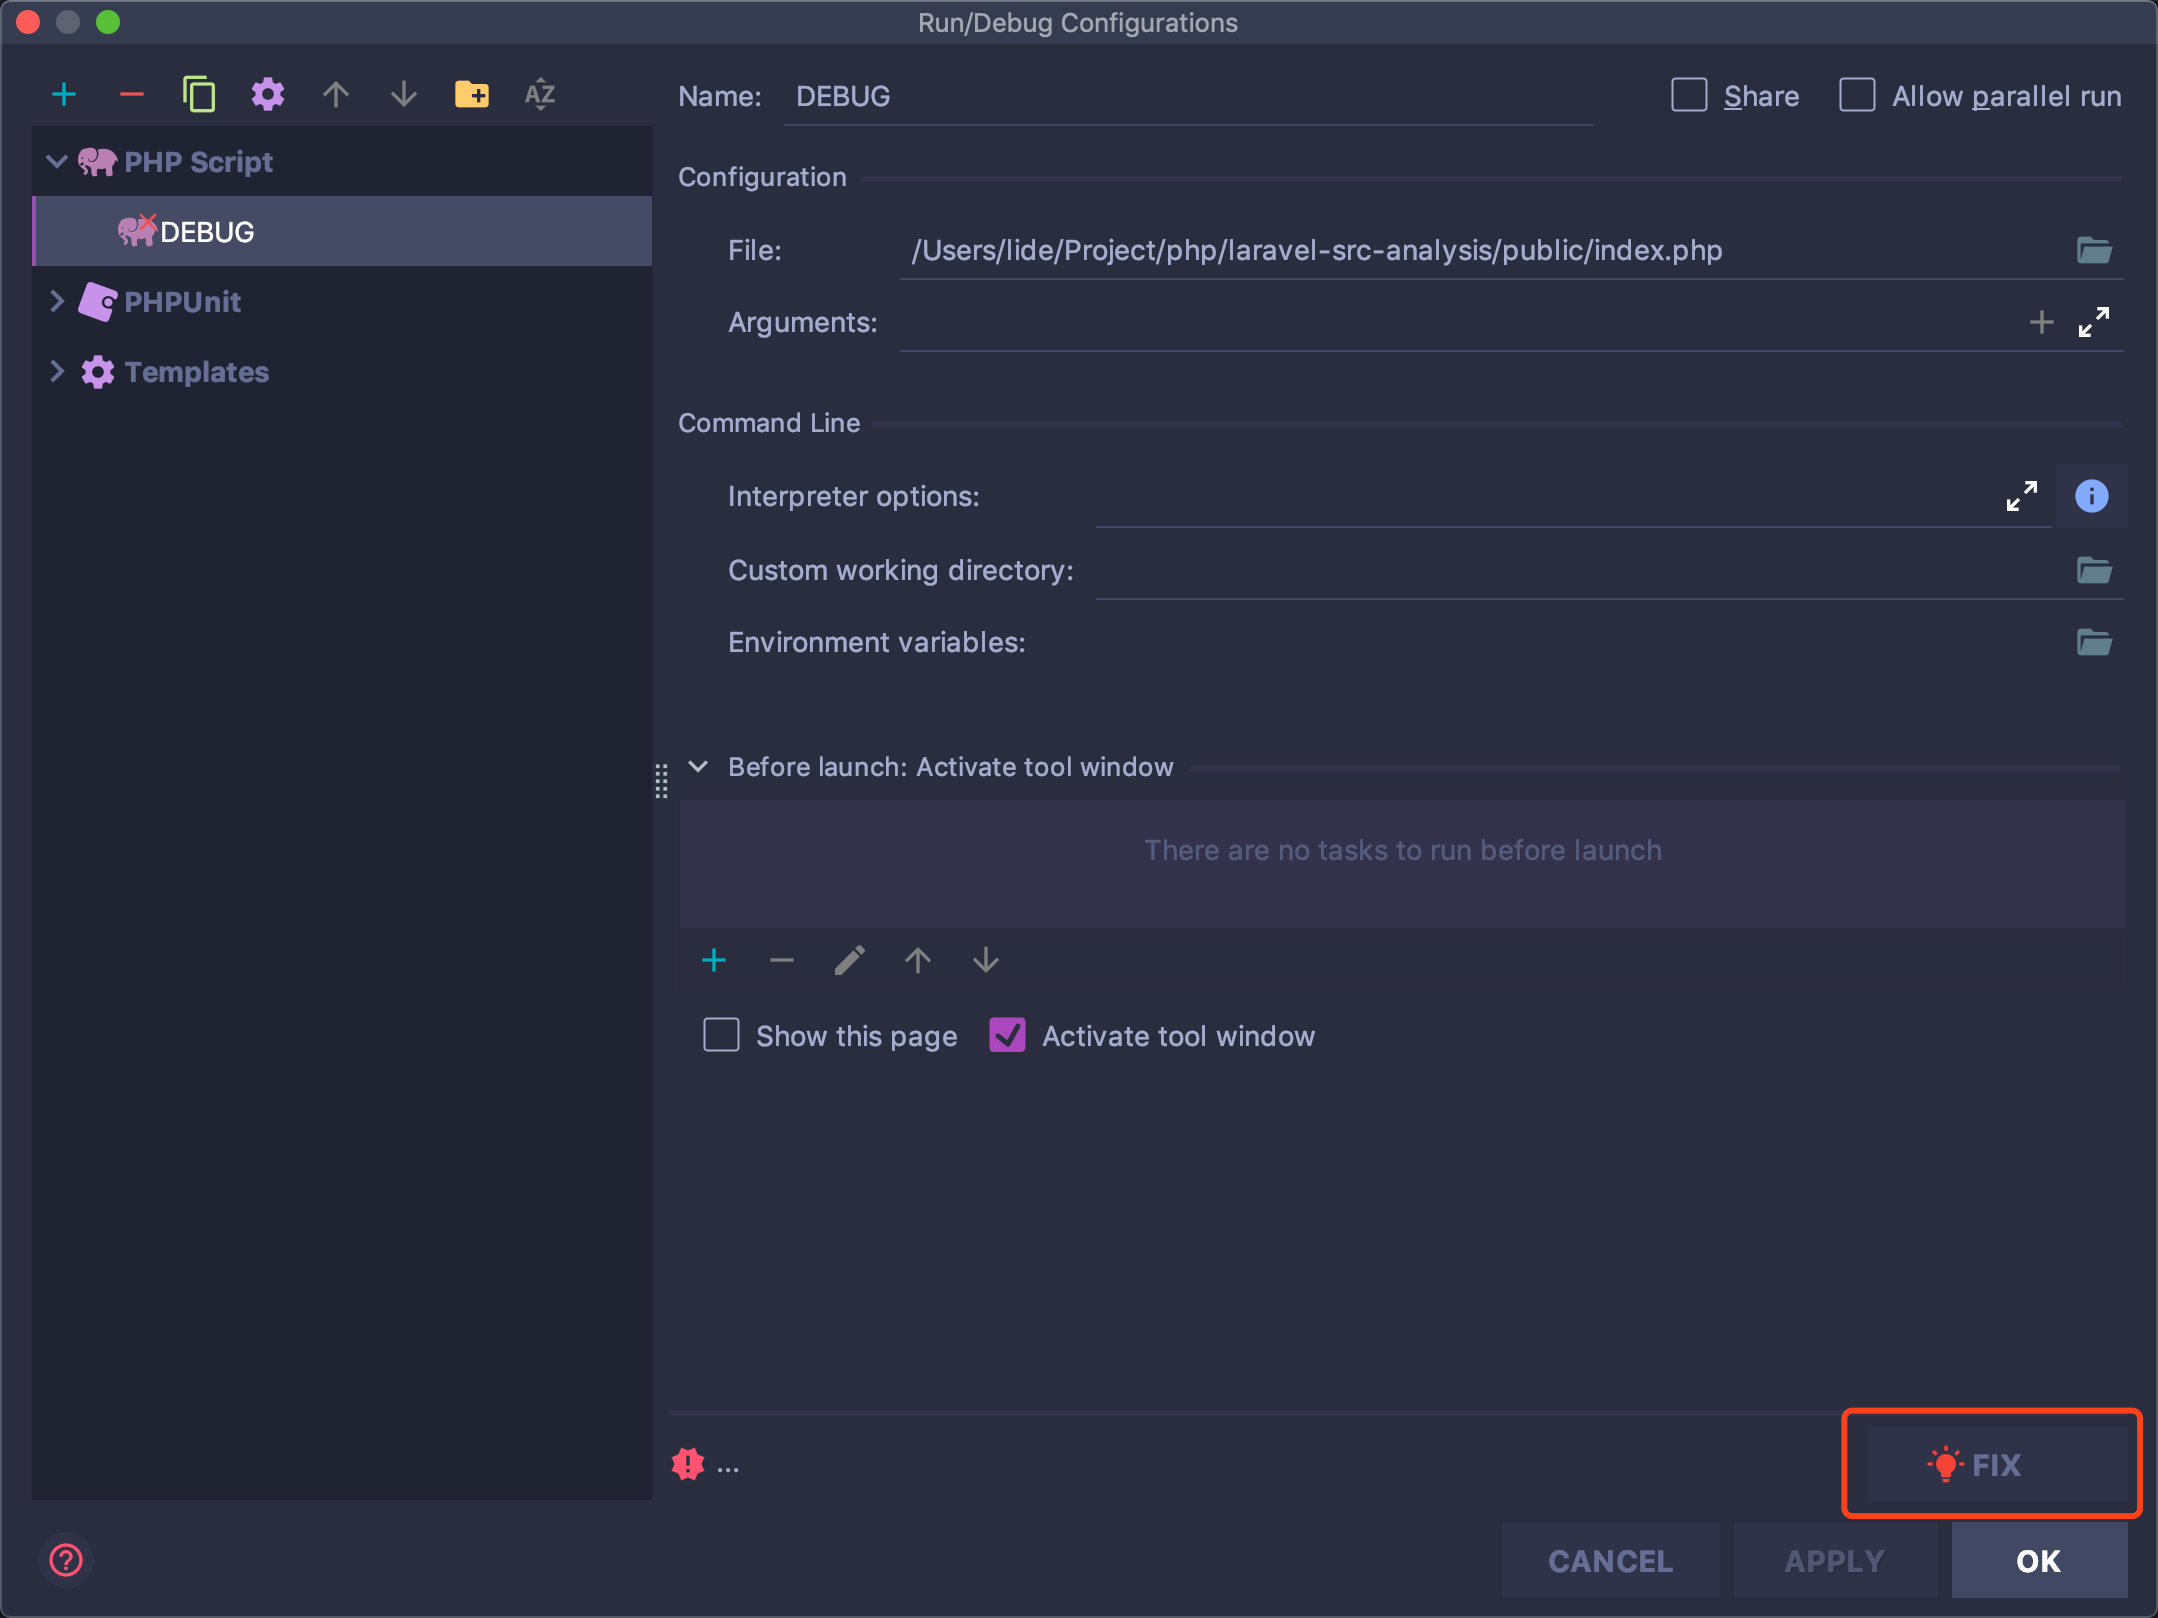 Run/Debug Configurations
AZ
Name: DEBUG
Share
Allow parallel run
PHP Script
DEBUG
PHPUnit
Templates
Configuration
File: /Users/lide/Project/php/laravel-src-analysis/public/index.php
Arguments:
Command Line
Interpreter options:
Custom working directory:
Environment variables:
Before launch: Activate tool window
There are no tasks to run before launch
Show this page
Activate tool window
...
FIX
CANCEL
APPLY
OK